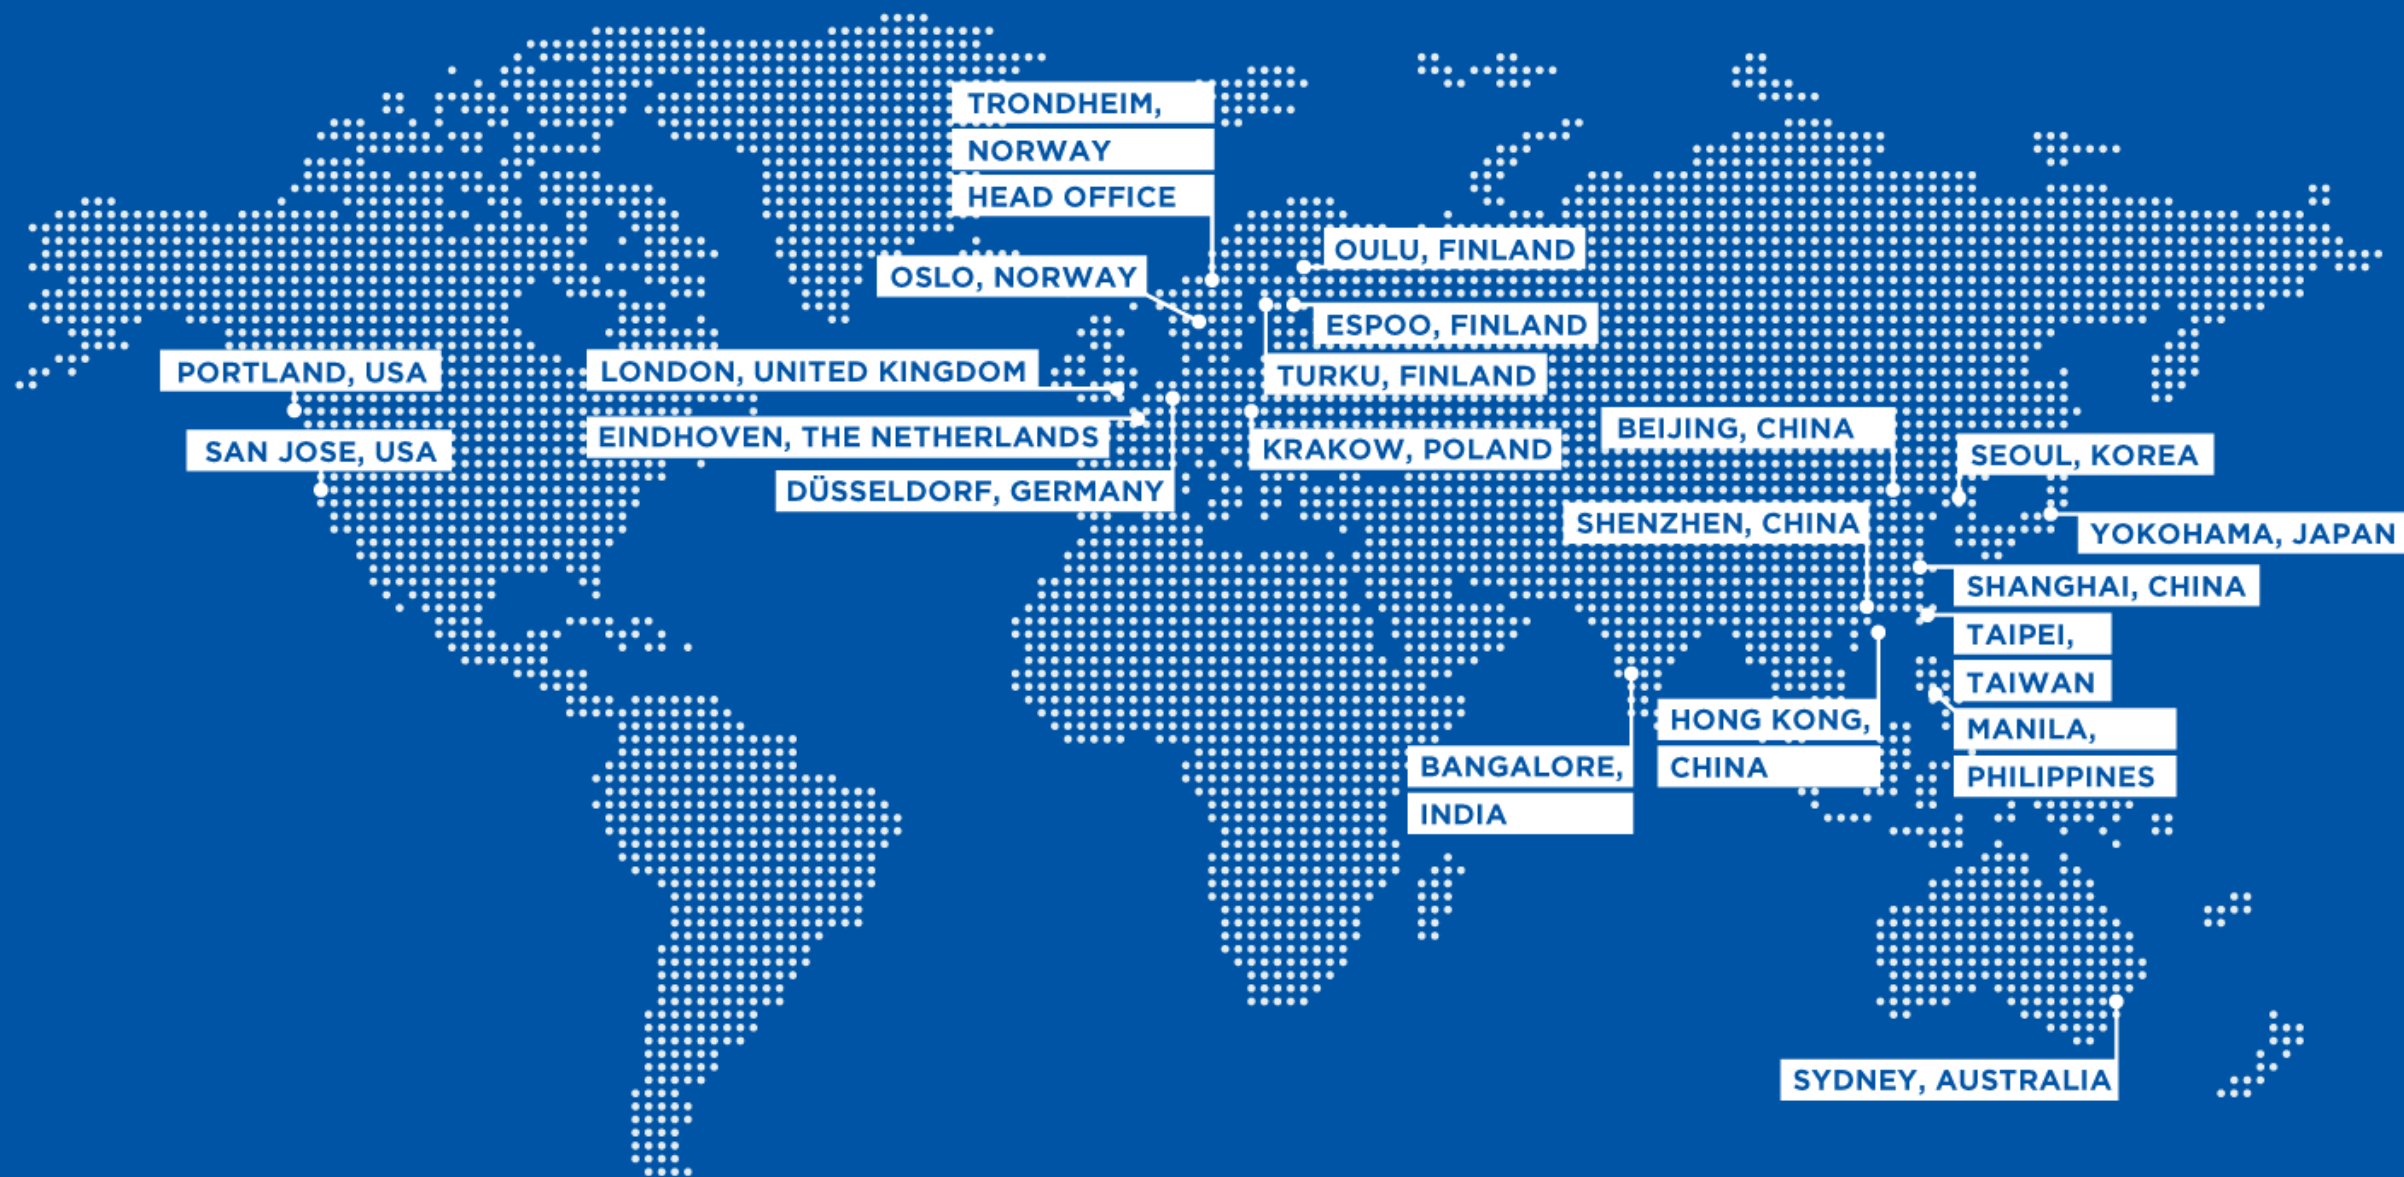 TRONDHEIM,
NORWAY
HEAD OFFICE
OULU, FINLAND
OSLO, NORWAY
ESPOO, FINLAND
PORTLAND, USA
LONDON, UNITED KINGDOM
TURKU, FINLAND
BEIJING, CHINA
EINDHOVEN, THE NETHERLANDS
KRAKOW, POLAND
SAN JOSE, USA
SEOUL, KOREA
DÜSSELDORF, GERMANY
SHENZHEN, CHINA
YOKOHAMA, JAPAN
SHANGHAI, CHINA
TAIPEI,
TAIWAN
HONG KONG,
CHINA
MANILA,
PHILIPPINES
BANGALORE,
INDIA
SYDNEY, AUSTRALIA